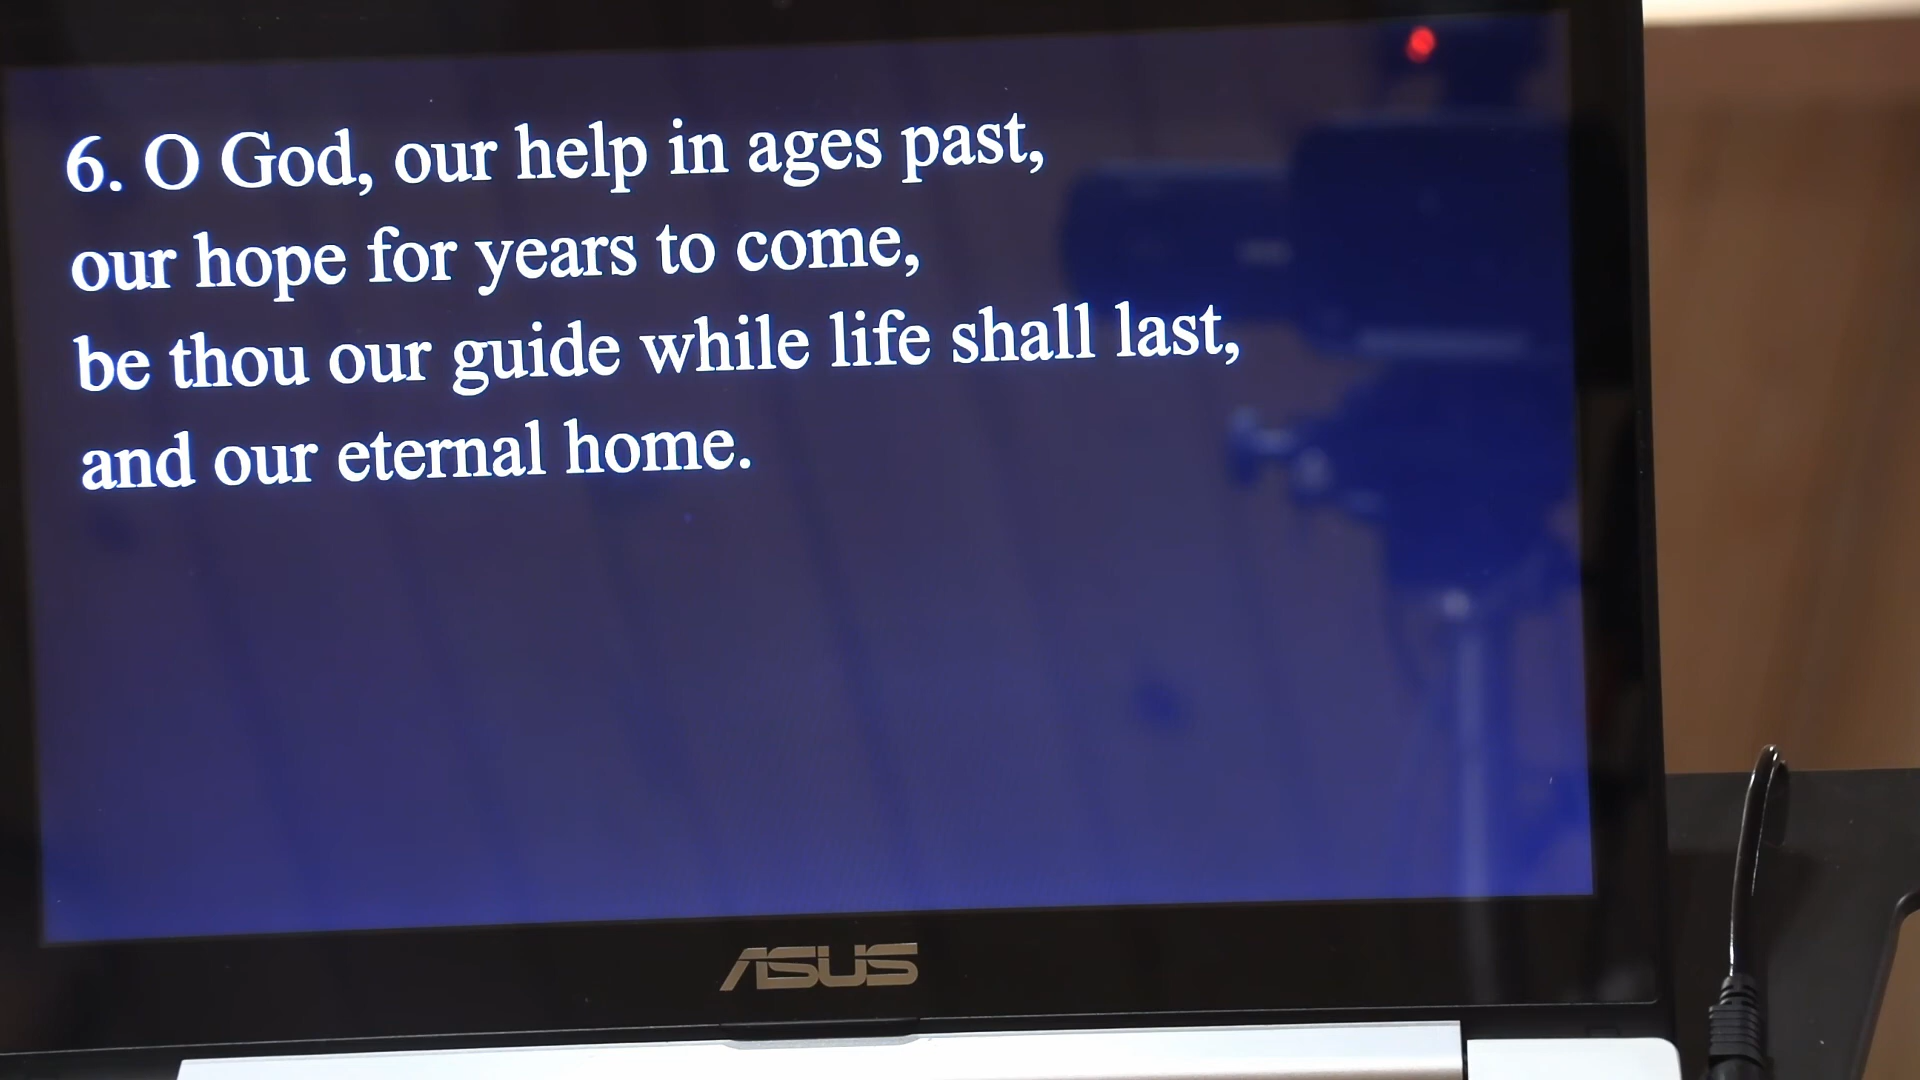 6. O God, our help in ages past,
our hope for years to come,
be thou our guide while life shall last,
and our eternal home.
ASUS